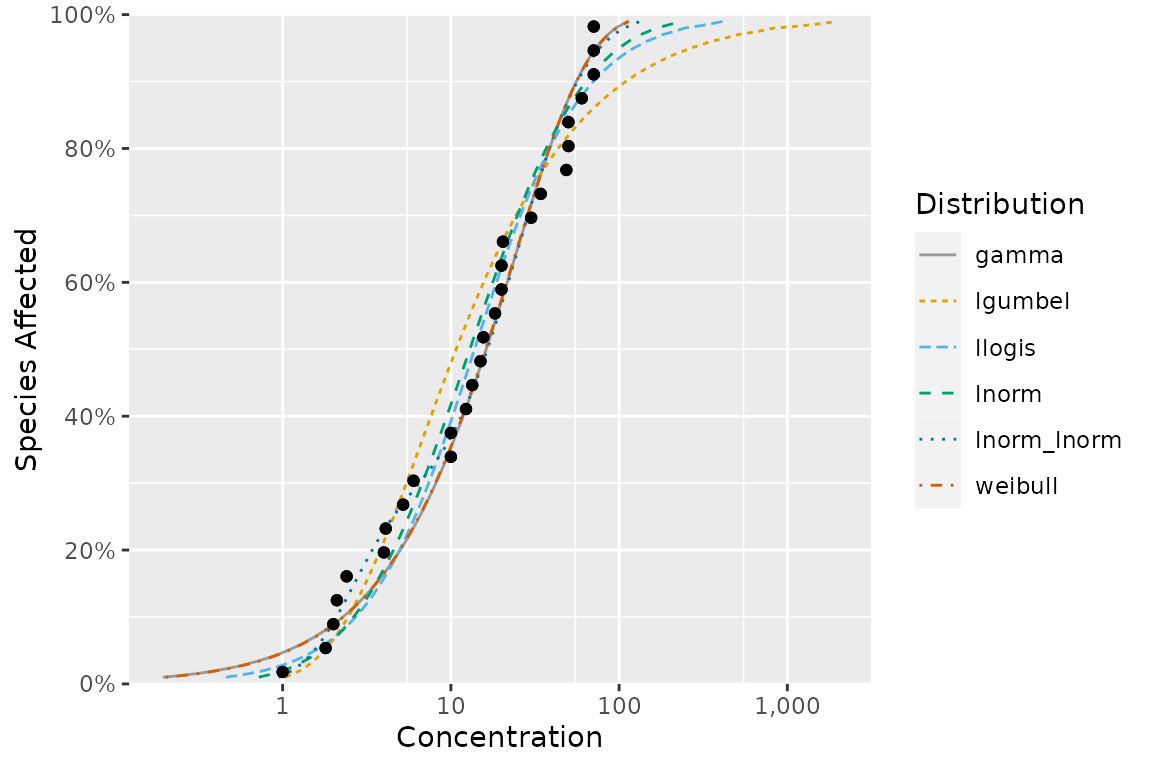 100%
80%
60%
40%
20%
0%
Species Affected
1
10
100
1,000
Concentration
Distribution
gamma
lgumbel
llogis
lnorm
lnorm_lnorm
weibull